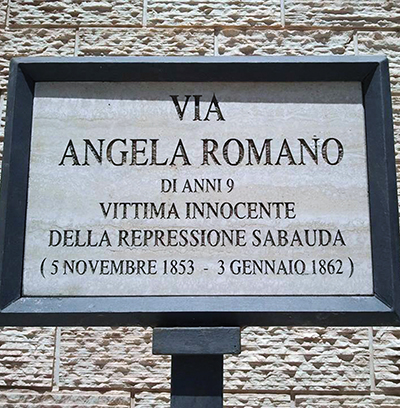 VIA
ANGELA ROMANO
DI ANNI 9
VITTIMA INNOCENTE
DELLA REPRESSIONE SABAUDA
( 5 NOVEMBRE 1853 - 3 GENNAIO 1862 )